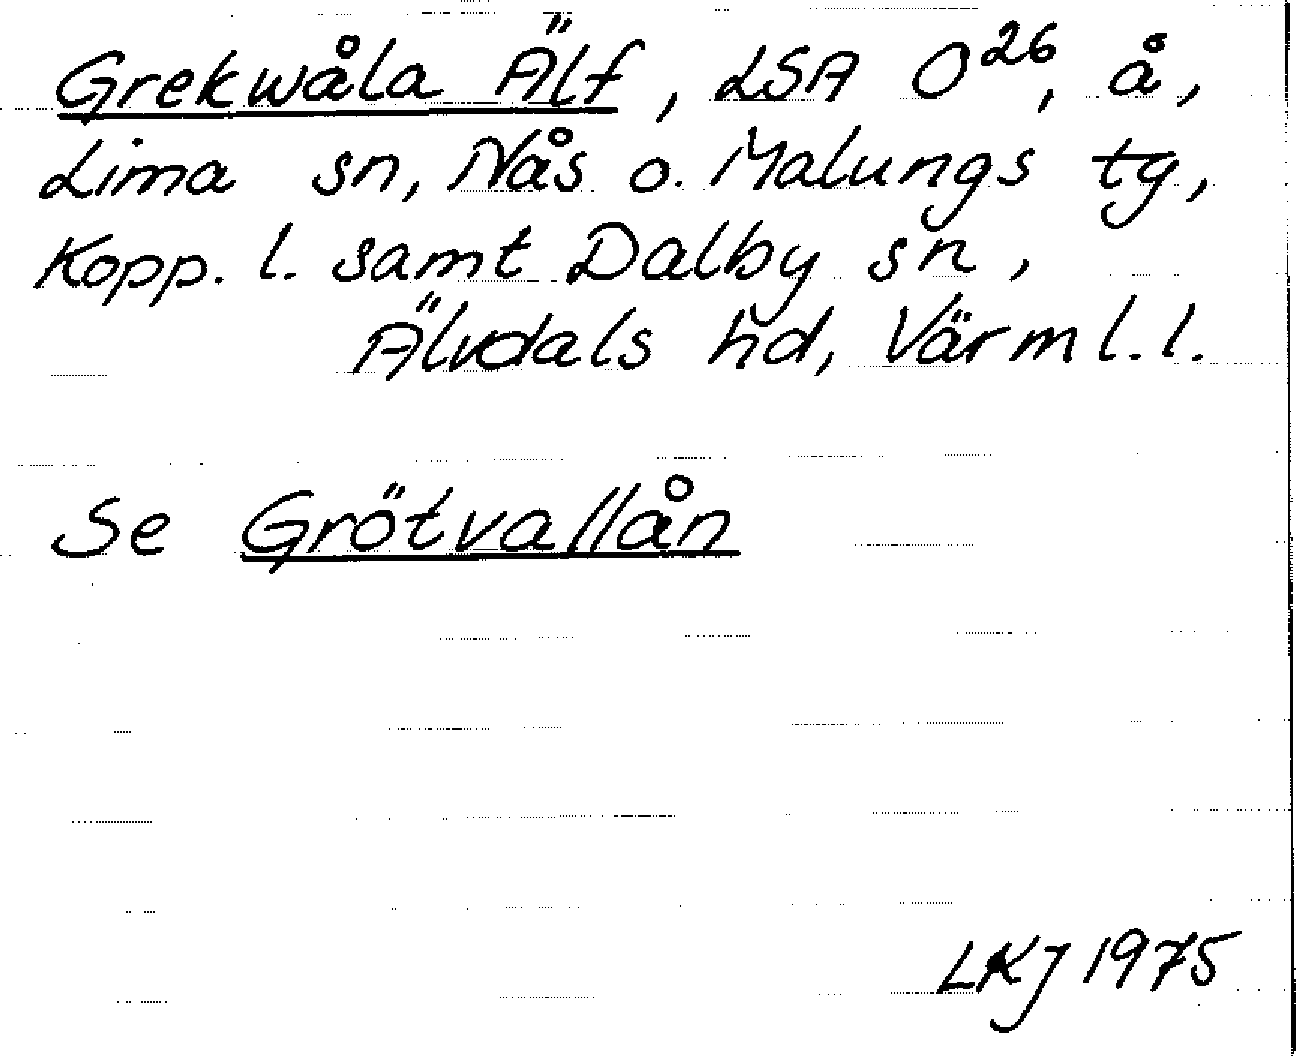 Grekwåla Älf, LSA O26, å,
Lima sn, Nås o. Malungs tg,
Kopp. l. samt Dalby sn,
Älvdals hd, Värml. l.
Se Grötvallån
LKJ 1975